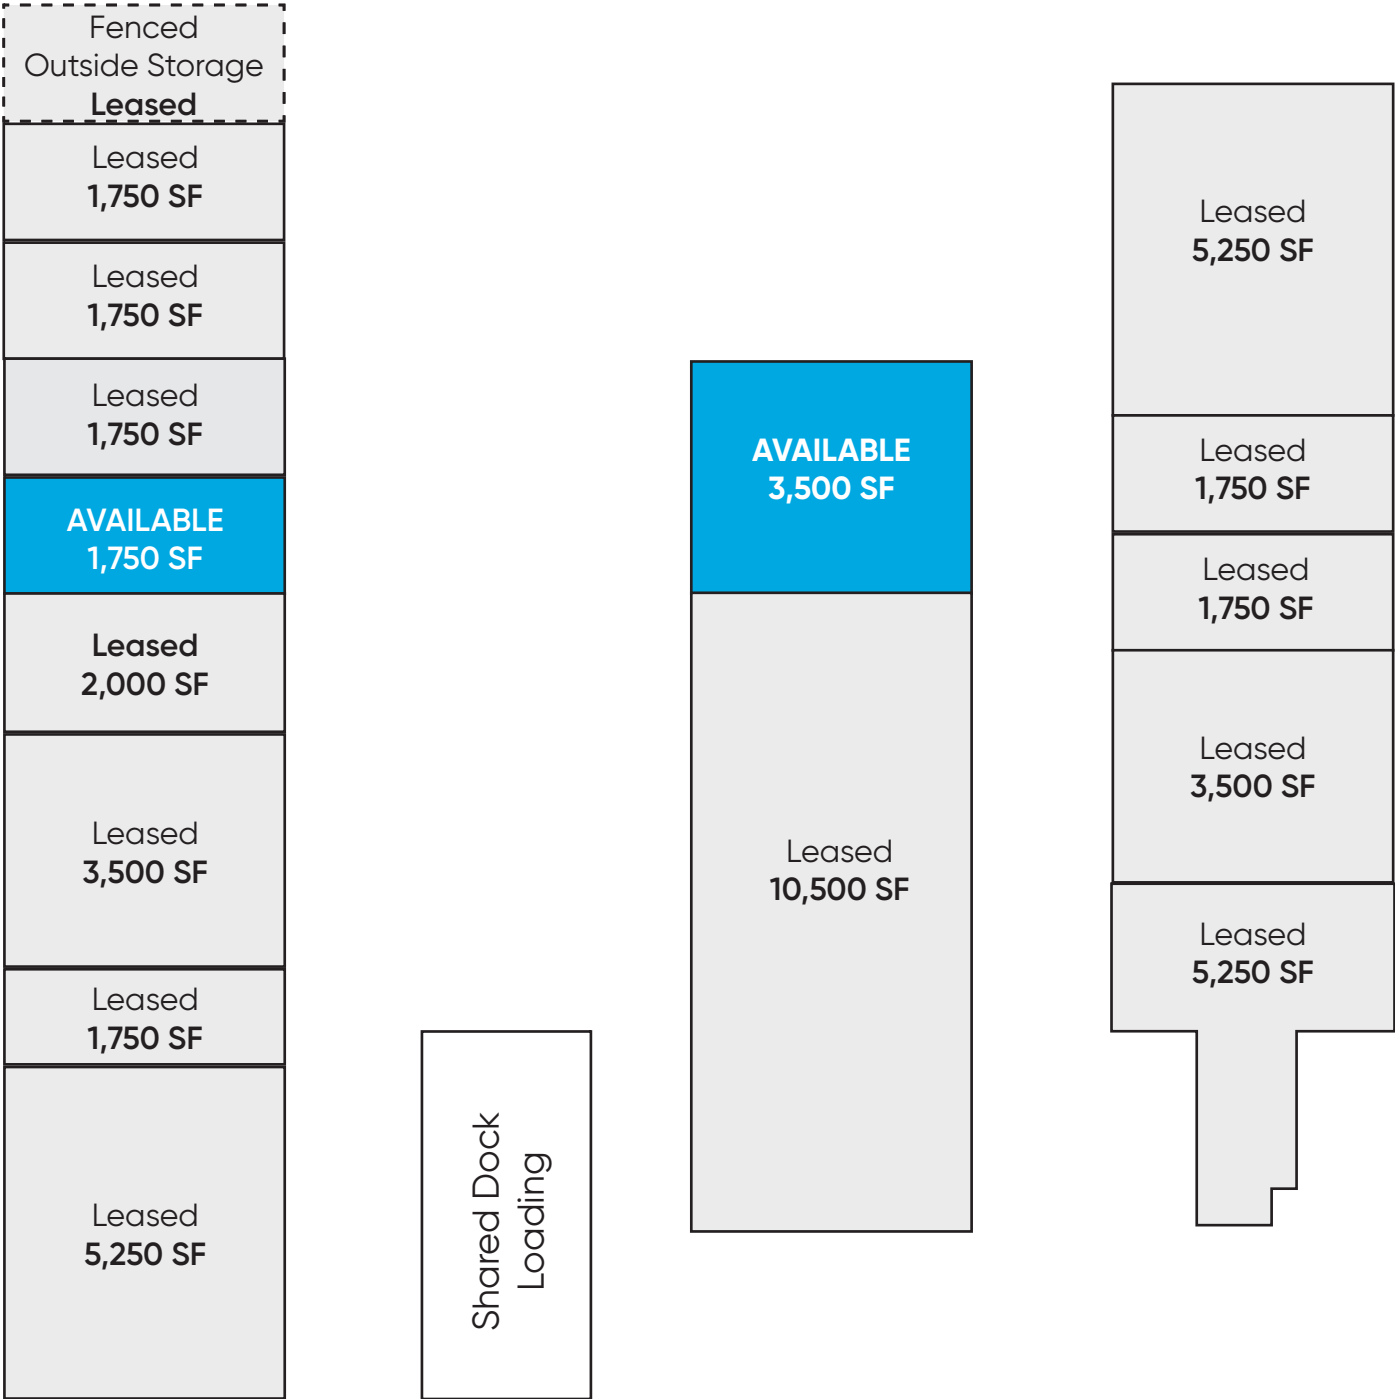 Fenced
Outside Storage
Leased
Leased
1,750 SF
Leased
1,750 SF
Leased
1,750 SF
AVAILABLE
1,750 SF
Leased
2,000 SF
Leased
3,500 SF
Leased
1,750 SF
Leased
5,250 SF
Shared Dock
Loading
AVAILABLE
3,500 SF
Leased
10,500 SF
Leased
5,250 SF
Leased
1,750 SF
Leased
1,750 SF
Leased
3,500 SF
Leased
5,250 SF